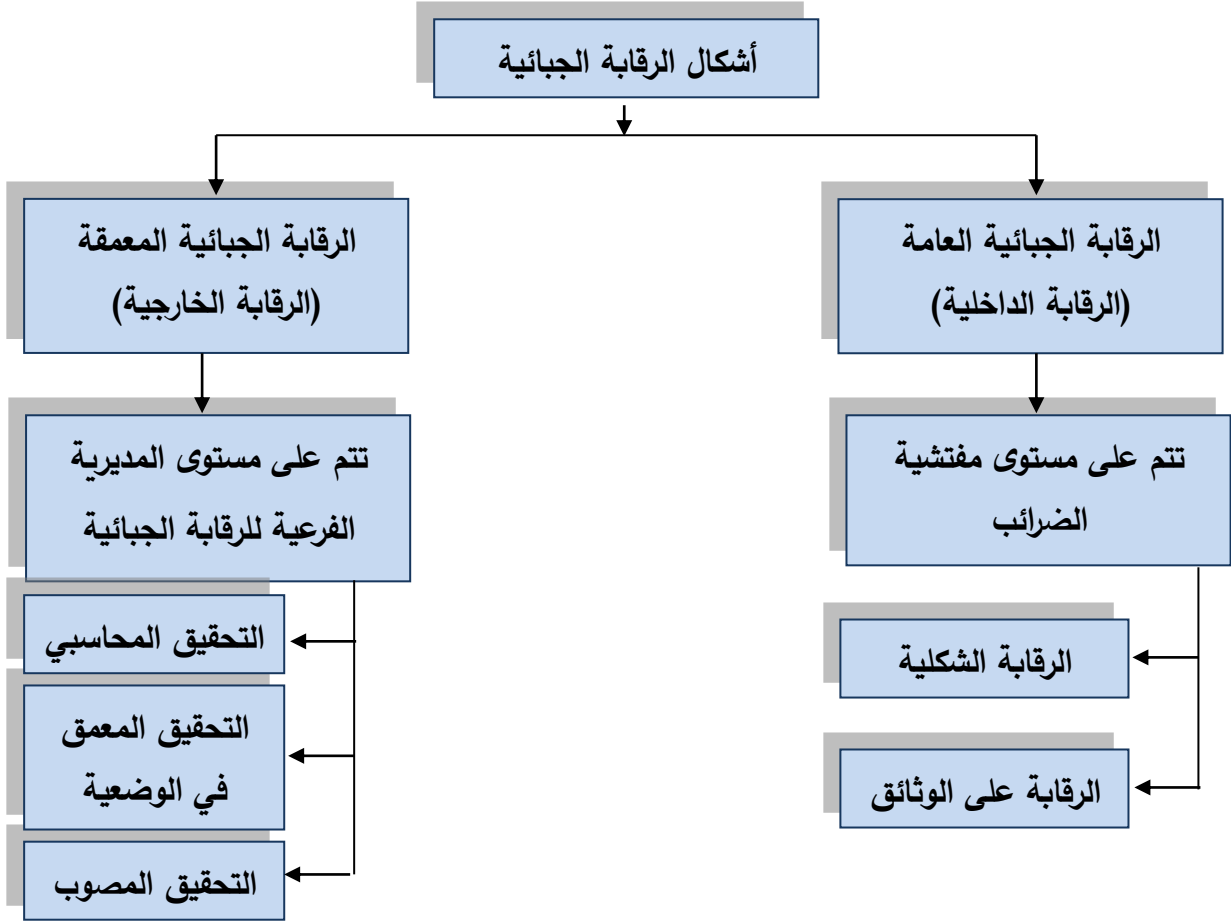 أشكال الرقابة الجبائية
الرقابة الجبائية العامة
(الرقابة الداخلية)
الرقابة الجبائية المعمقة
(الرقابة الخارجية)
تتم على مستوى مفتشية
الضرائب
تتم على مستوى المديرية
الفرعية للرقابة الجبائية
الرقابة الشكلية
الرقابة على الوثائق
التحقيق المحاسبي
التحقيق المعمق
في الوضعية
التحقيق المصوب